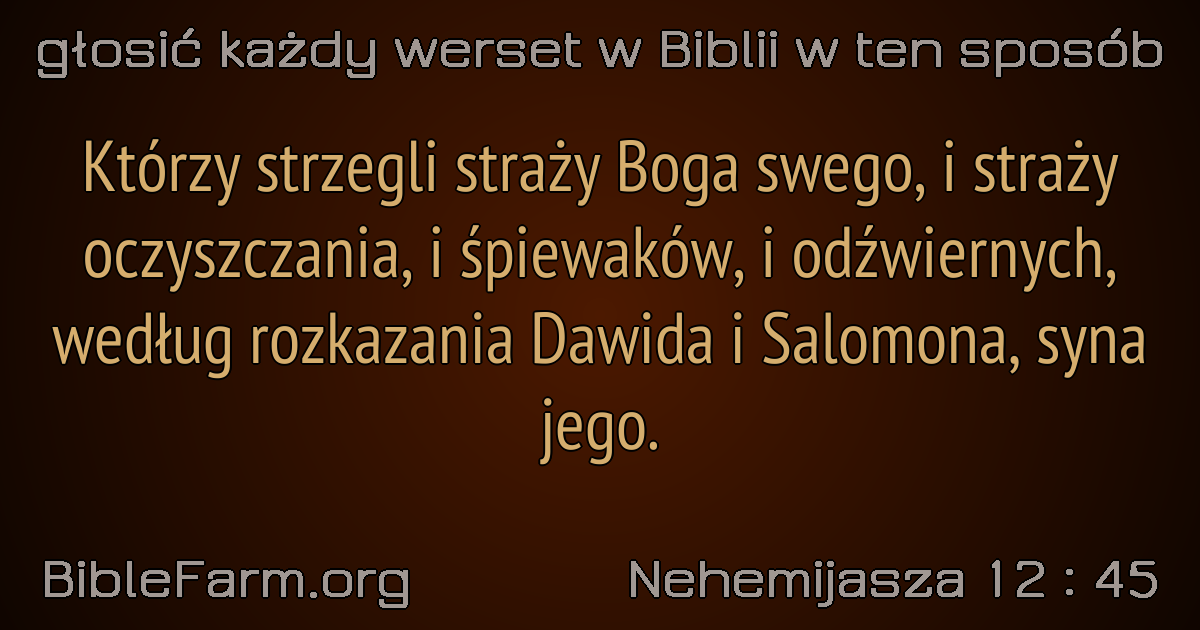 głosić każdy werset w Biblii w ten sposób
Którzy strzegli straży Boga swego, i straży
oczyszczania, i śpiewaków, i odźwiernych,
według rozkazania Dawida i Salomona, syna
jego.
BibleFarm.org
Nehemijasza 12 : 45